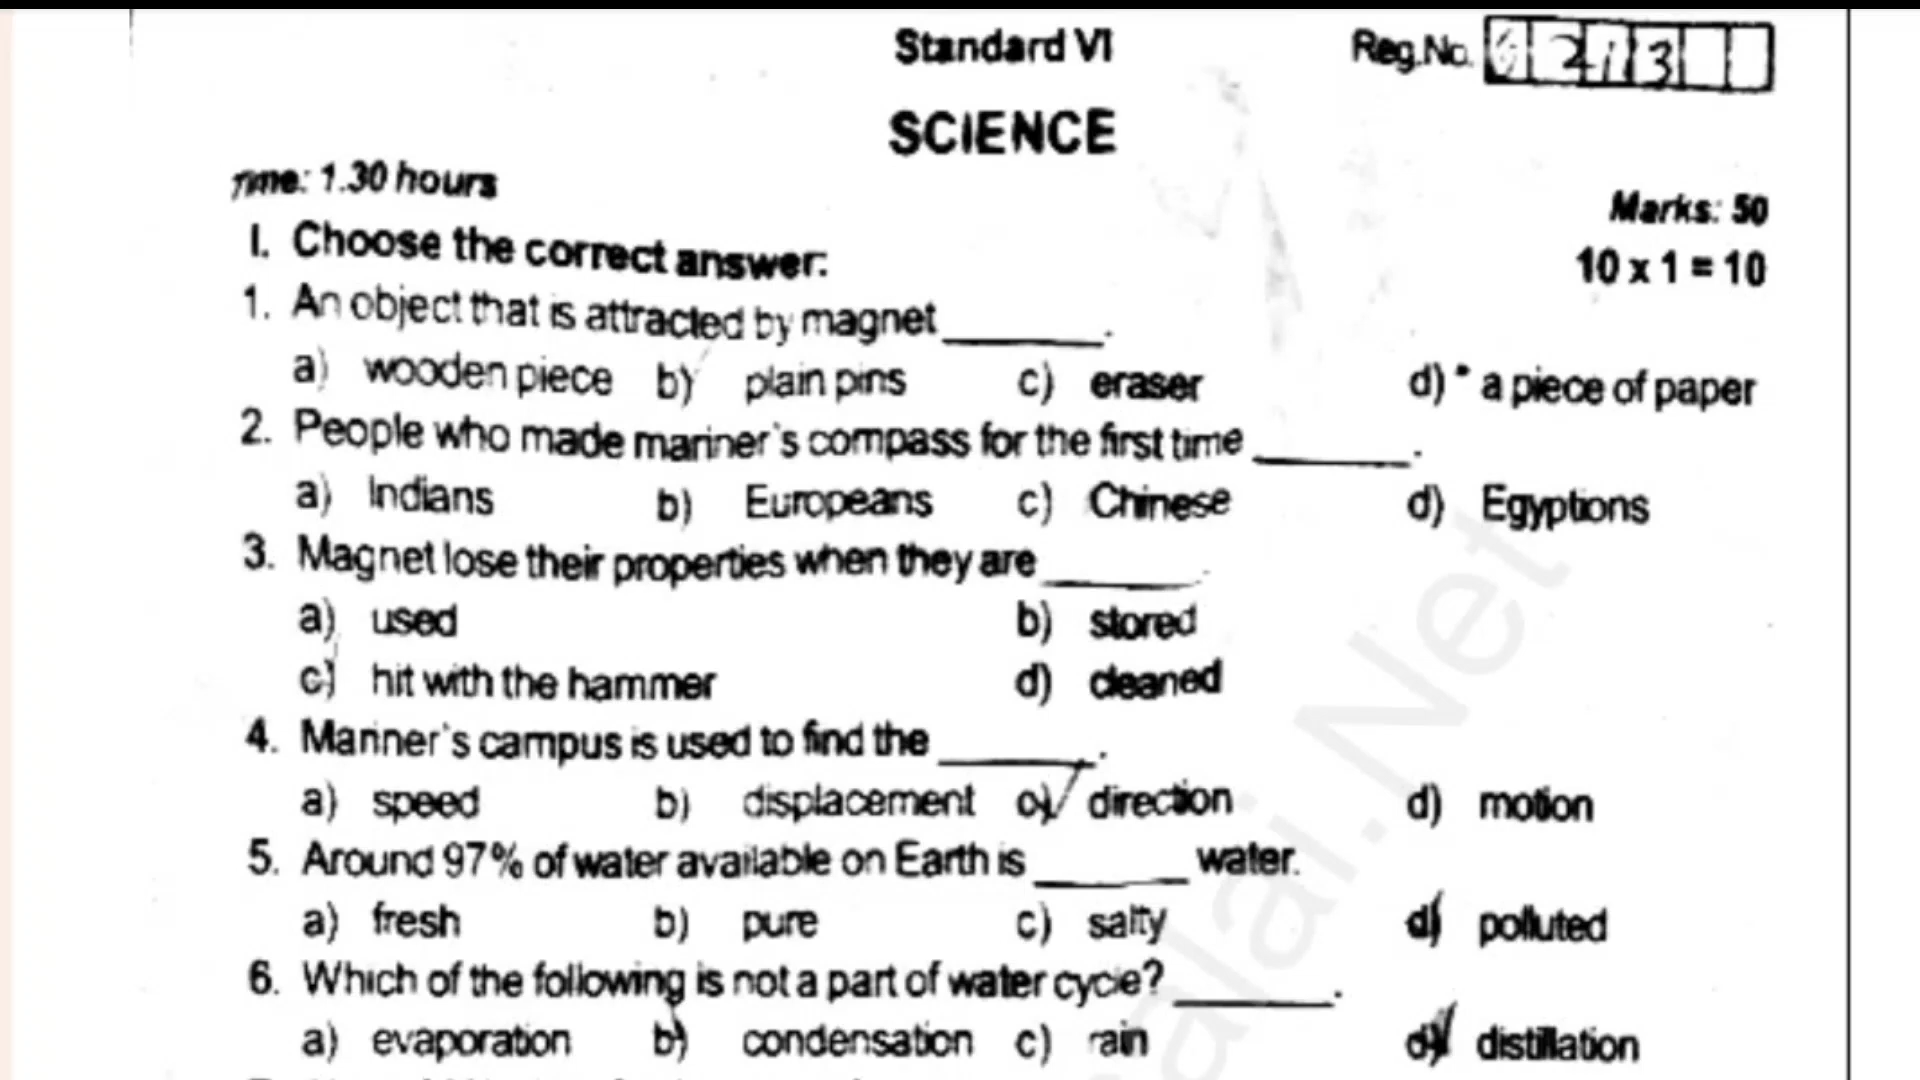 Standard VI
Reg.No. 6213
SCIENCE
Time: 1.30 hours
Marks: 50
I. Choose the correct answer:
10 x 1 = 10
1. An object that is attracted by magnet ______.
a) wooden piece b) plain pins c) eraser d) a piece of paper
2. People who made mariner's compass for the first time ______.
a) Indians b) Europeans c) Chinese d) Egyptions
3. Magnet lose their properties when they are ______.
a) used b) stored
c) hit with the hammer d) cleaned
4. Mariner's campus is used to find the ______.
a) speed b) displacement c) direction d) motion
5. Around 97% of water available on Earth is ______ water.
a) fresh b) pure c) salty d) polluted
6. Which of the following is not a part of water cycle? ______.
a) evaporation b) condensation c) rain d) distillation